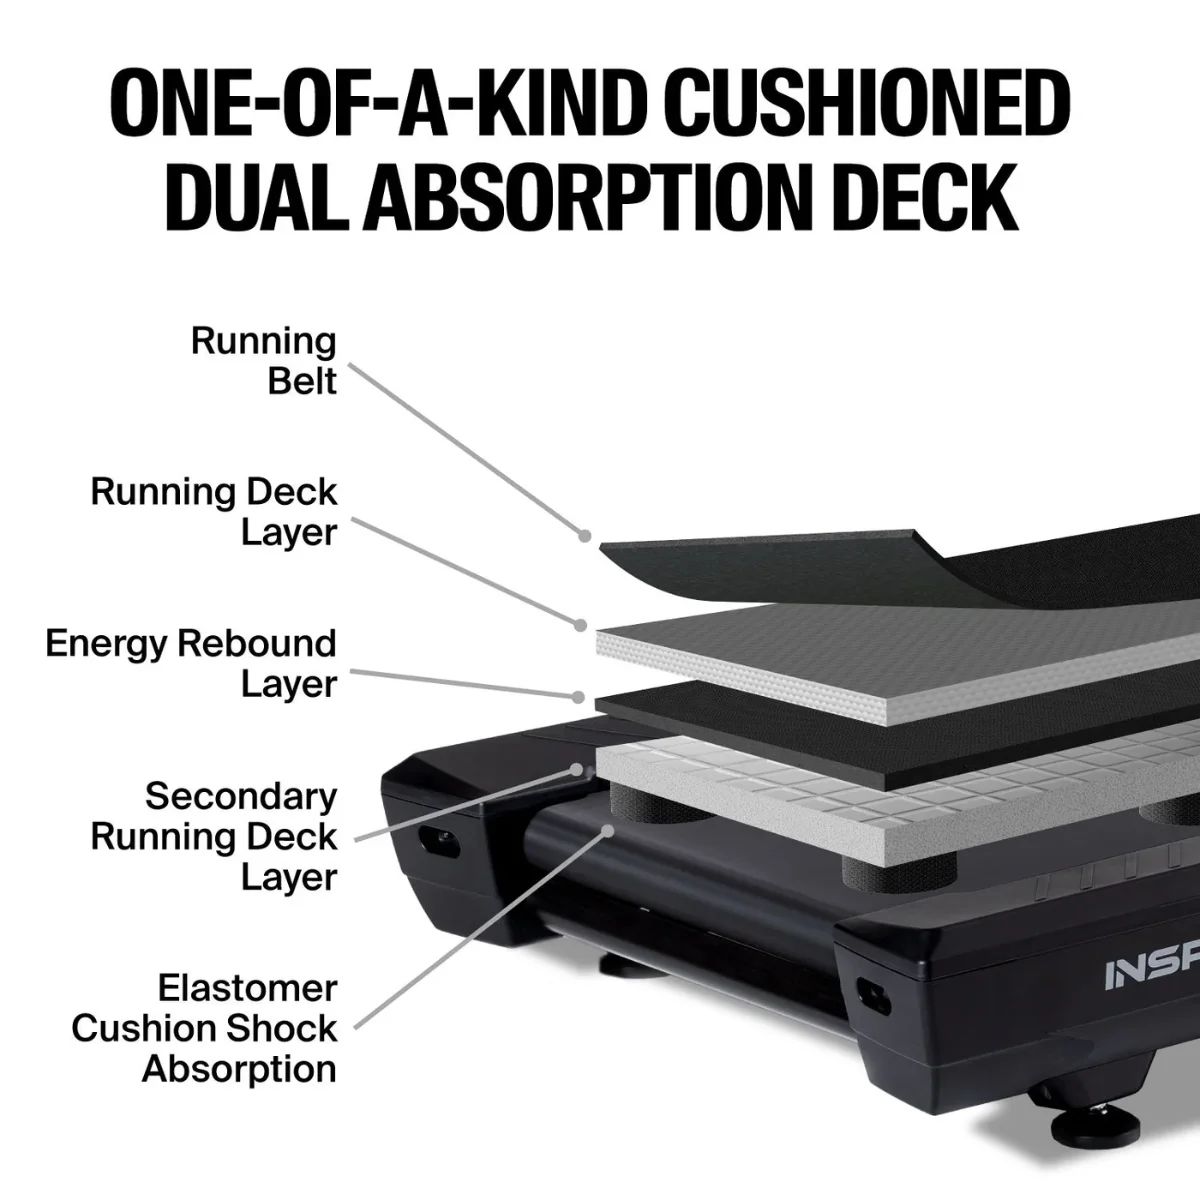 ONE-OF-A-KIND CUSHIONED
DUAL ABSORPTION DECK
Running
Belt
Running Deck
Layer
Energy Rebound
Layer
Secondary
Running Deck
Layer
Elastomer
Cushion Shock
Absorption